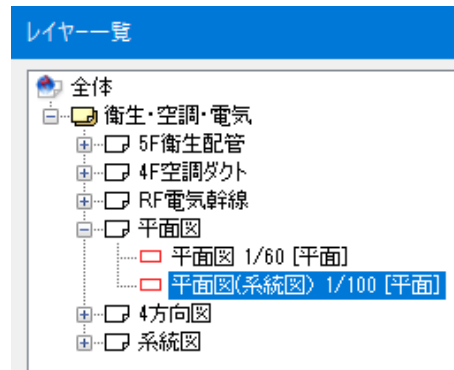 レイヤー一覧
全体
衛生・空調・電気
5F衛生配管
4F空調ダクト
RF電気幹線
平面図
平面図 1/60 [平面]
平面図(系統図) 1/100 [平面]
4方向図
系統図